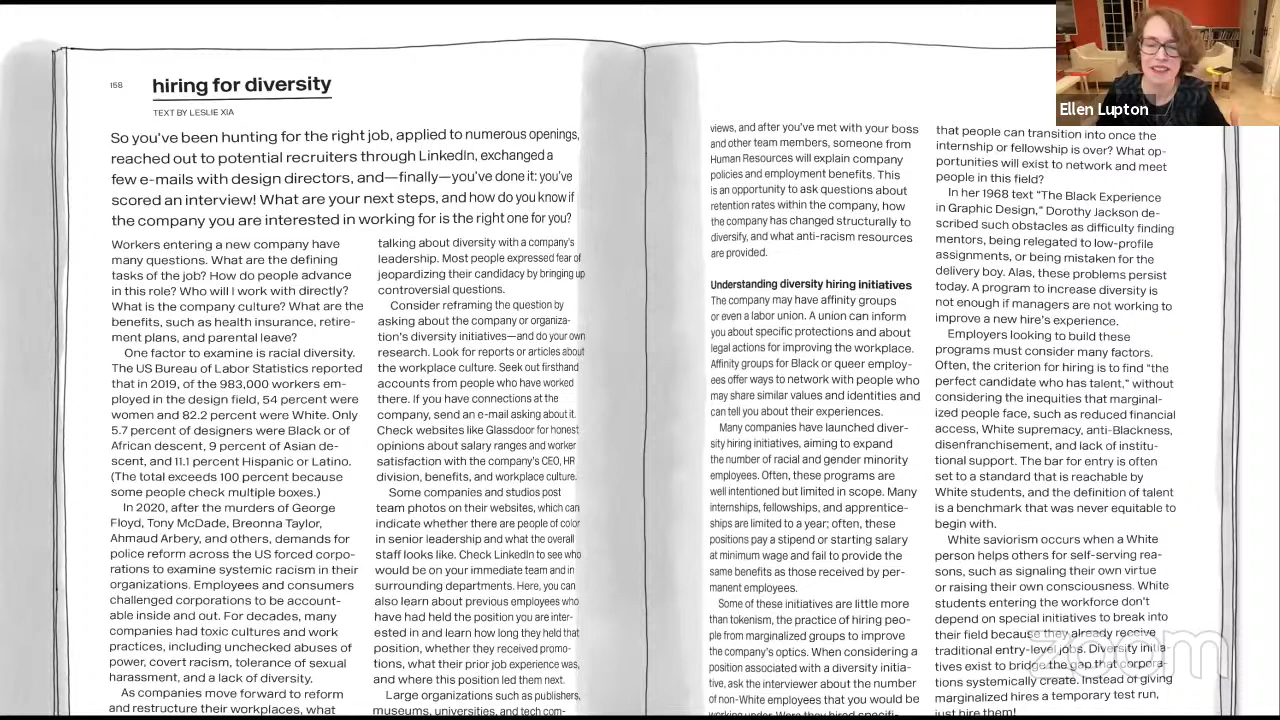 158
hiring for diversity
TEXT BY LESLIE XIA
So you've been hunting for the right job, applied to numerous openings,
reached out to potential recruiters through LinkedIn, exchanged a
few e-mails with design directors, and—finally—you've done it: you've
scored an interview! What are your next steps, and how do you know if
the company you are interested in working for is the right one for you?
Workers entering a new company have
many questions. What are the defining
tasks of the job? How do people advance
in this role? Who will I work with directly?
What is the company culture? What are the
benefits, such as health insurance, retire-
ment plans, and parental leave?
One factor to examine is racial diversity.
The US Bureau of Labor Statistics reported
that in 2019, of the 983,000 workers em-
ployed in the design field, 54 percent were
women and 82.2 percent were White. Only
5.7 percent of designers were Black or of
African descent, 9 percent of Asian de-
scent, and 11.1 percent Hispanic or Latino.
(The total exceeds 100 percent because
some people check multiple boxes.)
In 2020, after the murders of George
Floyd, Tony McDade, Breonna Taylor,
Ahmaud Arbery, and others, demands for
police reform across the US forced corpo-
rations to examine systemic racism in their
organizations. Employees and consumers
challenged corporations to be account-
able inside and out. For decades, many
companies had toxic cultures and work
practices, including unchecked abuses of
power, covert racism, tolerance of sexual
harassment, and a lack of diversity.
As companies move forward to reform
and restructure their workplaces, what
talking about diversity with a company's
leadership. Most people expressed fear of
jeopardizing their candidacy by bringing up
controversial questions.
Consider reframing the question by
asking about the company or organiza-
tion's diversity initiatives—and do your own
research. Look for reports or articles about
the workplace culture. Seek out firsthand
accounts from people who have worked
there. If you have connections at the
company, send an e-mail asking about it.
Check websites like Glassdoor for honest
opinions about salary ranges and worker
satisfaction with the company's CEO, HR
division, benefits, and workplace culture.
Some companies and studios post
team photos on their websites, which can
indicate whether there are people of color
in senior leadership and what the overall
staff looks like. Check LinkedIn to see who
would be on your immediate team and in
surrounding departments. Here, you can
also learn about previous employees who
have had held the position you are inter-
ested in and learn how long they held that
position, whether they received promo-
tions, what their prior job experience was,
and where this position led them next.
Large organizations such as publishers,
museums, universities, and tech com-
views, and after you've met with your boss
and other team members, someone from
Human Resources will explain company
policies and employment benefits. This
is an opportunity to ask questions about
retention rates within the company, how
the company has changed structurally to
diversify, and what anti-racism resources
are provided.
Understanding diversity hiring initiatives
The company may have affinity groups
or even a labor union. A union can inform
you about specific protections and about
legal actions for improving the workplace.
Affinity groups for Black or queer employ-
ees offer ways to network with people who
may share similar values and identities and
can tell you about their experiences.
Many companies have launched diver-
sity hiring initiatives, aiming to expand
the number of racial and gender minority
employees. Often, these programs are
well intentioned but limited in scope. Many
internships, fellowships, and apprentice-
ships are limited to a year; often, these
positions pay a stipend or starting salary
at minimum wage and fail to provide the
same benefits as those received by per-
manent employees.
Some of these initiatives are little more
than tokenism, the practice of hiring peo-
ple from marginalized groups to improve
the company's optics. When considering a
position associated with a diversity initia-
tive, ask the interviewer about the number
of non-White employees that you would be
working under. Were they hired specifi-
that people can transition into once the
internship or fellowship is over? What op-
portunities will exist to network and meet
people in this field?
In her 1968 text "The Black Experience
in Graphic Design," Dorothy Jackson de-
scribed such obstacles as difficulty finding
mentors, being relegated to low-profile
assignments, or being mistaken for the
delivery boy. Alas, these problems persist
today. A program to increase diversity is
not enough if managers are not working to
improve a new hire's experience.
Employers looking to build these
programs must consider many factors.
Often, the criterion for hiring is to find "the
perfect candidate who has talent," without
considering the inequities that marginal-
ized people face, such as reduced financial
access, White supremacy, anti-Blackness,
disenfranchisement, and lack of institu-
tional support. The bar for entry is often
set to a standard that is reachable by
White students, and the definition of talent
is a benchmark that was never equitable to
begin with.
White saviorism occurs when a White
person helps others for self-serving rea-
sons, such as signaling their own virtue
or raising their own consciousness. White
students entering the workforce don't
depend on special initiatives to break into
their field because they already receive
traditional entry-level jobs. Diversity initia-
tives exist to bridge the gap that corpora-
tions systemically create. Instead of giving
marginalized hires a temporary test run,
just hire them!
Ellen Lupton
zoom